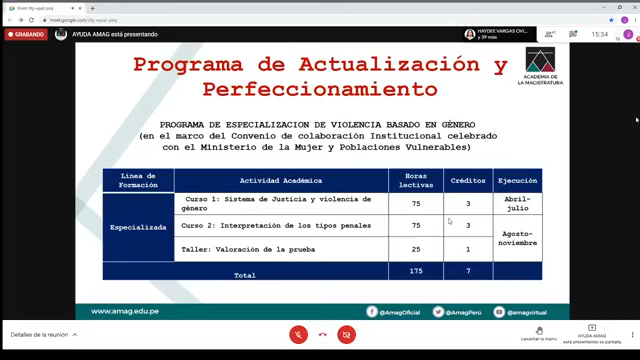 GRABANDO
AYUDA AMAG está presentando
HAYDEE VARGAS OVI...
y 39 más
15:34
Programa de Actualización y
Perfeccionamiento
ACADEMIA DE
LA MAGISTRATURA
PROGRAMA DE ESPECIALIZACION DE VIOLENCIA BASADO EN GÉNERO
(en el marco del Convenio de colaboración Institucional celebrado
con el Ministerio de la Mujer y Poblaciones Vulnerables)
Línea de Formación Actividad Académica Horas lectivas Créditos Ejecución
Especializada
Curso 1: Sistema de Justicia y violencia de género 75 3 Abril-julio
Curso 2: Interpretación de los tipos penales 75 3 Agosto-noviembre
Taller: Valoración de la prueba 25 1
Total 175 7
www.amag.edu.pe @AmagOficial @AmagPerú @amagvirtual
Detalles de la reunión
Levantar la mano
AYUDA AMAG
está presentando su pantalla.